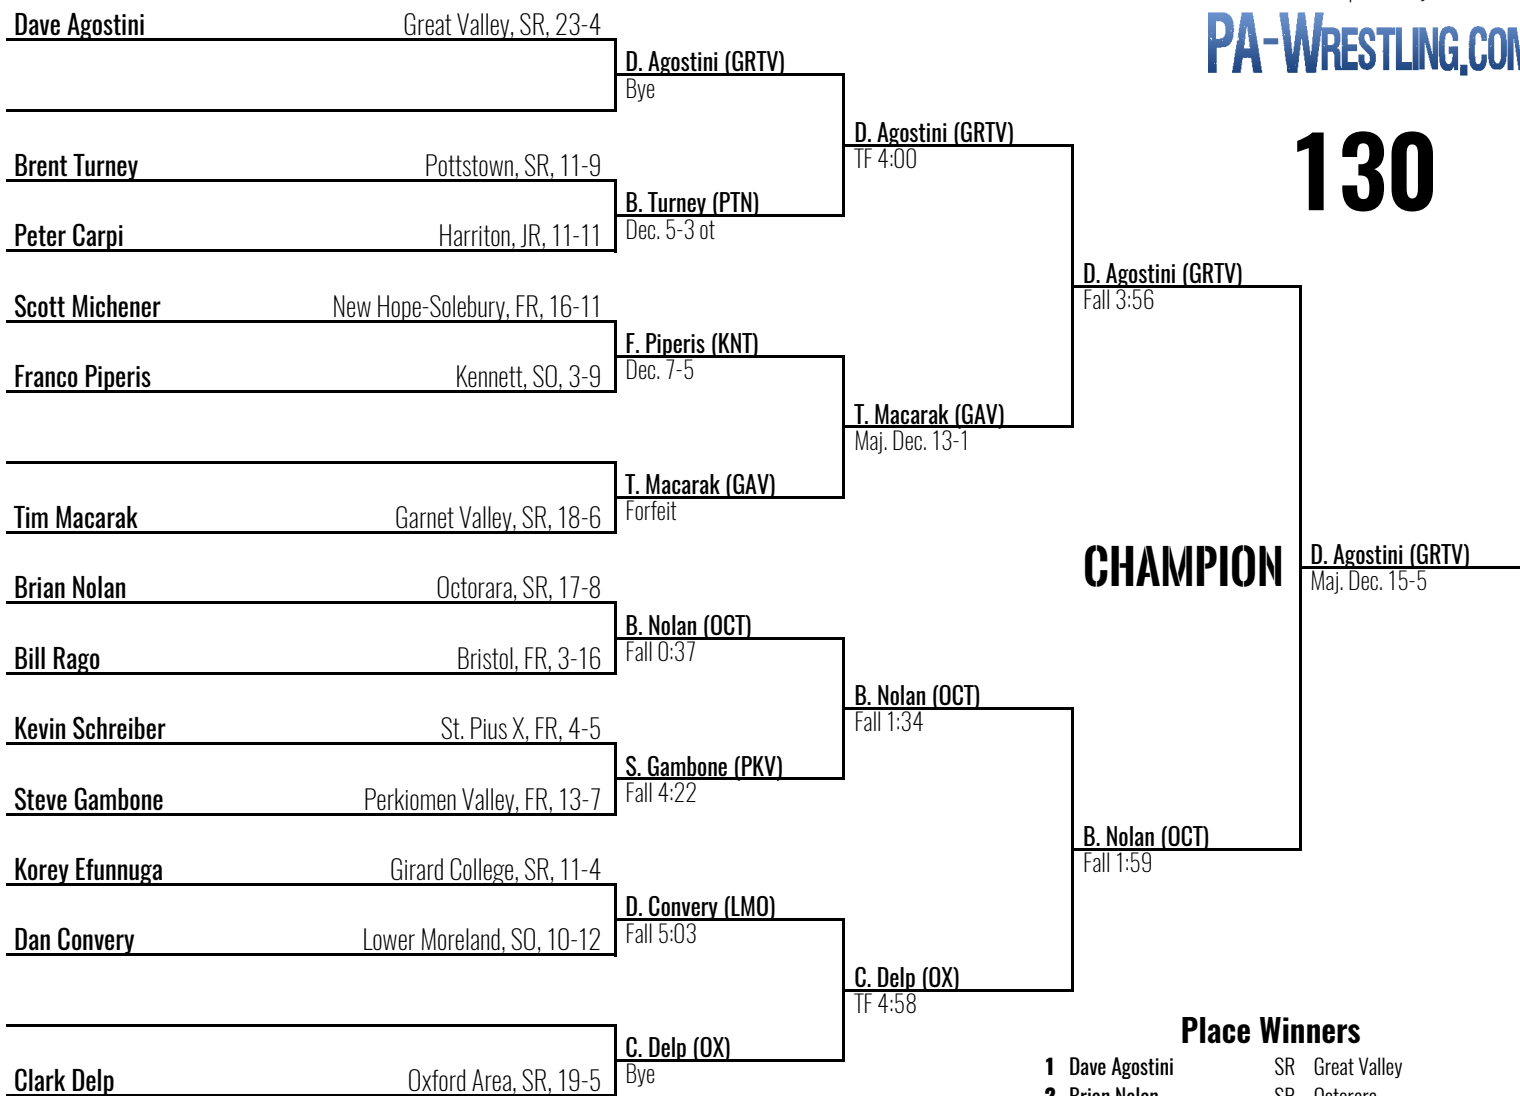 PA-WRESTLING.COM
130
Dave Agostini Great Valley, SR, 23-4
D. Agostini (GRTV)
Bye
D. Agostini (GRTV)
TF 4:00
Brent Turney Pottstown, SR, 11-9
B. Turney (PTN)
Dec. 5-3 ot
Peter Carpi Harriton, JR, 11-11
D. Agostini (GRTV)
Fall 3:56
Scott Michener New Hope-Solebury, FR, 16-11
F. Piperis (KNT)
Dec. 7-5
Franco Piperis Kennett, SO, 3-9
T. Macarak (GAV)
Maj. Dec. 13-1
T. Macarak (GAV)
Forfeit
Tim Macarak Garnet Valley, SR, 18-6
CHAMPION
D. Agostini (GRTV)
Maj. Dec. 15-5
Brian Nolan Octorara, SR, 17-8
B. Nolan (OCT)
Fall 0:37
Bill Rago Bristol, FR, 3-16
B. Nolan (OCT)
Fall 1:34
Kevin Schreiber St. Pius X, FR, 4-5
S. Gambone (PKV)
Fall 4:22
Steve Gambone Perkiomen Valley, FR, 13-7
B. Nolan (OCT)
Fall 1:59
Korey Efunnuga Girard College, SR, 11-4
D. Convery (LMO)
Fall 5:03
Dan Convery Lower Moreland, SO, 10-12
C. Delp (OX)
TF 4:58
C. Delp (OX)
Bye
Clark Delp Oxford Area, SR, 19-5
Place Winners
1 Dave Agostini SR Great Valley
2 Brian Nolan SR Octorara